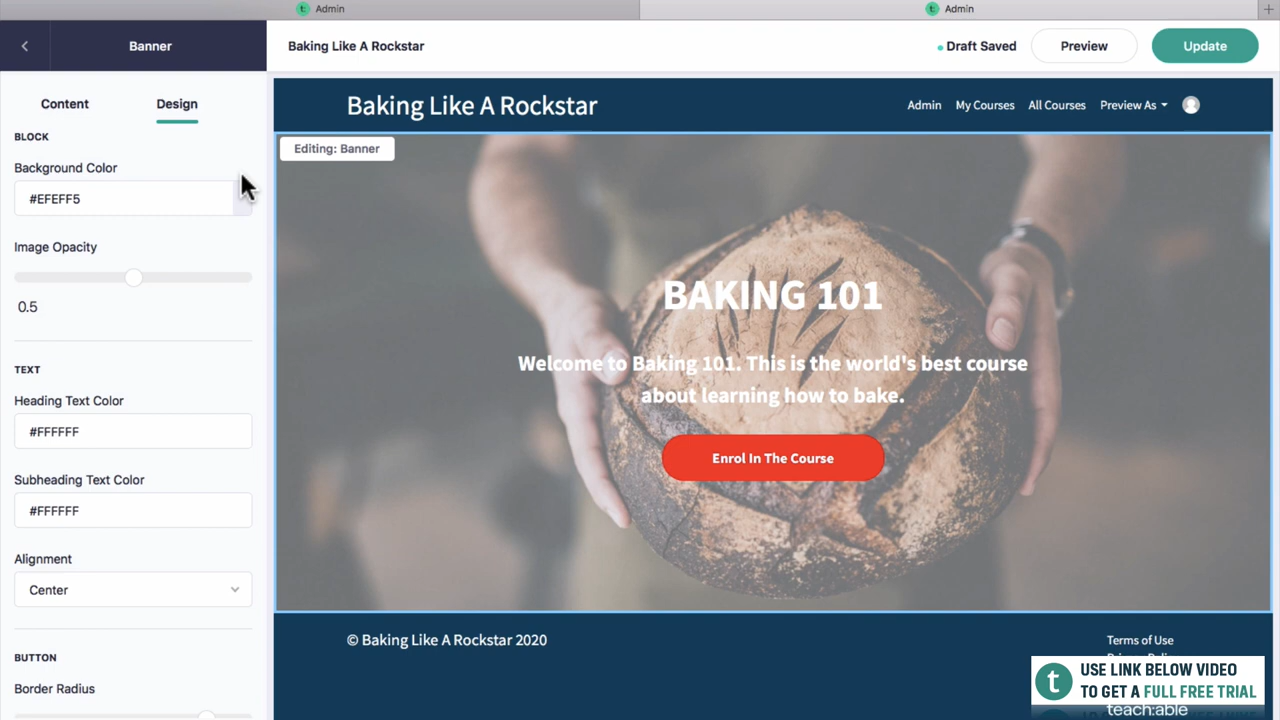 Admin
Admin
Banner
Baking Like A Rockstar
Draft Saved
Preview
Update
Content
Design
BLOCK
Background Color
#EFEFF5
Image Opacity
0.5
TEXT
Heading Text Color
#FFFFFF
Subheading Text Color
#FFFFFF
Alignment
Center
BUTTON
Border Radius
Baking Like A Rockstar
Admin
My Courses
All Courses
Preview As
Editing: Banner
BAKING 101
Welcome to Baking 101. This is the world's best course
about learning how to bake.
Enrol In The Course
© Baking Like A Rockstar 2020
Terms of Use
t
USE LINK BELOW VIDEO
TO GET A FULL FREE TRIAL
teach:able